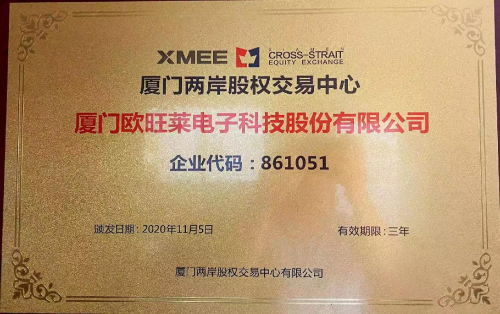 XMEE CROSS-STRAIT
EQUITY EXCHANGE
厦门两岸股权交易中心
厦门欧旺莱电子科技股份有限公司
企业代码:861051
颁发日期:2020年11月5日 有效期限:三年
厦门两岸股权交易中心有限公司